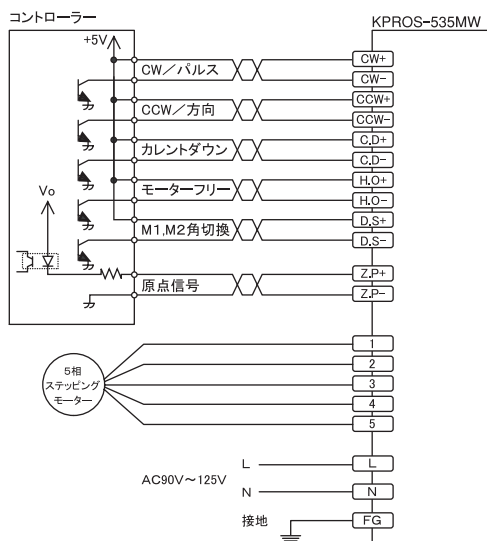 コントローラー
KPROS-535MW
+5V
CW／パルス
CW+
CW-
CCW／方向
CCW+
CCW-
カレントダウン
C.D+
C.D-
モーターフリー
H.O+
H.O-
Vo
M1,M2角切換
D.S+
D.S-
原点信号
Z.P+
Z.P-
5相
ステッピング
モーター
1
2
3
4
5
AC90V～125V
L
L
N
N
接地
FG